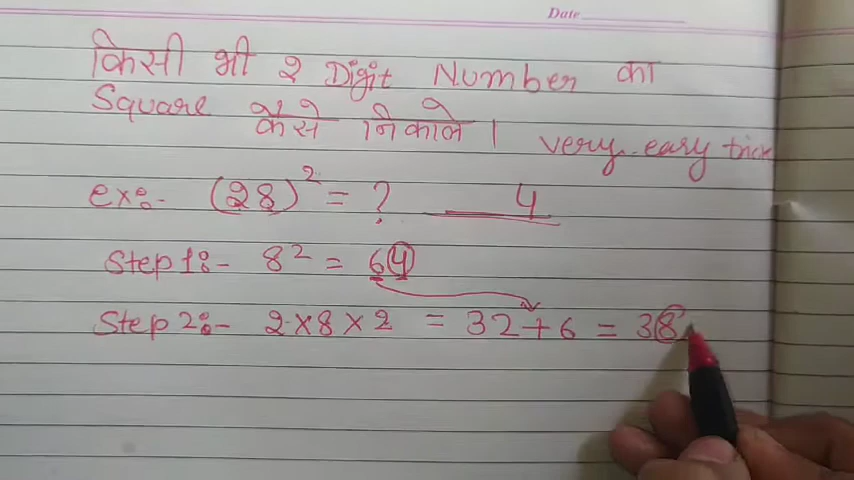 Date
किसी भी २ Digit Number का
Square कैसे निकाले । very easy trick
ex:- (28)² = ? 4
Step 1:- 8² = 64
Step 2:- 2×8×2 = 32+6 = 38